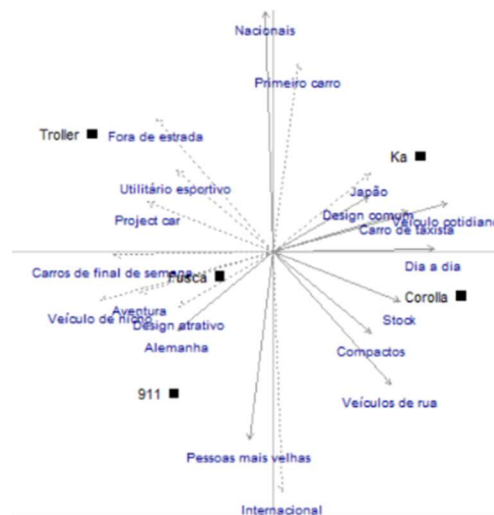 Nacionais
Primeiro carro
Troller
Fora de estrada
Ka
Utilitário esportivo
Japão
Project car
Design comum
Veículo cotidiano
Carro de taxista
Carros de final de semana
Dia a dia
Fusca
Aventura
Corolla
Veículo de nicho
Stock
Design atrativo
Alemanha
Compactos
911
Veículos de rua
Pessoas mais velhas
Internacional